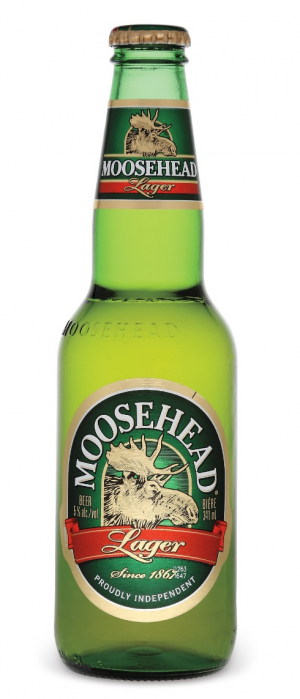 MOOSEHEAD
Lager
MOOSEHEAD
MOOSEHEAD
BEER
5% alc./vol
BIÈRE
341 ml
Lager
Since 1867
PROUDLY INDEPENDENT